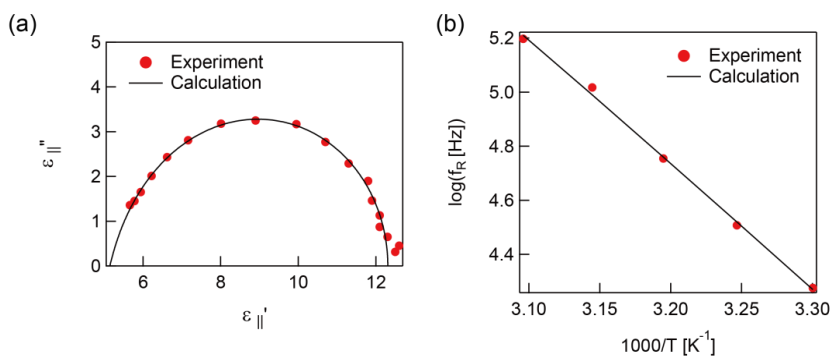 (a)
5
4
3
2
1
0
6
8
10
12
ε||''
ε||'
Experiment
Calculation
(b)
5.2
5.0
4.8
4.6
4.4
3.10
3.15
3.20
3.25
3.30
log(fR [Hz])
1000/T [K-1]
Experiment
Calculation